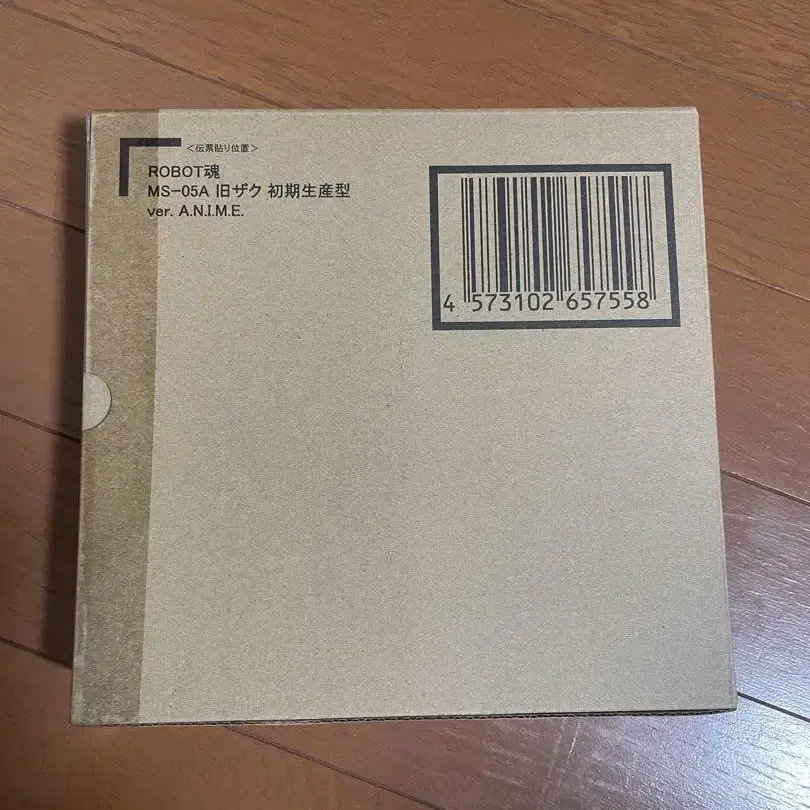 <伝票貼り位置>
ROBOT魂
MS-05A 旧ザク 初期生産型
ver. A.N.I.M.E.
4 573102 657558